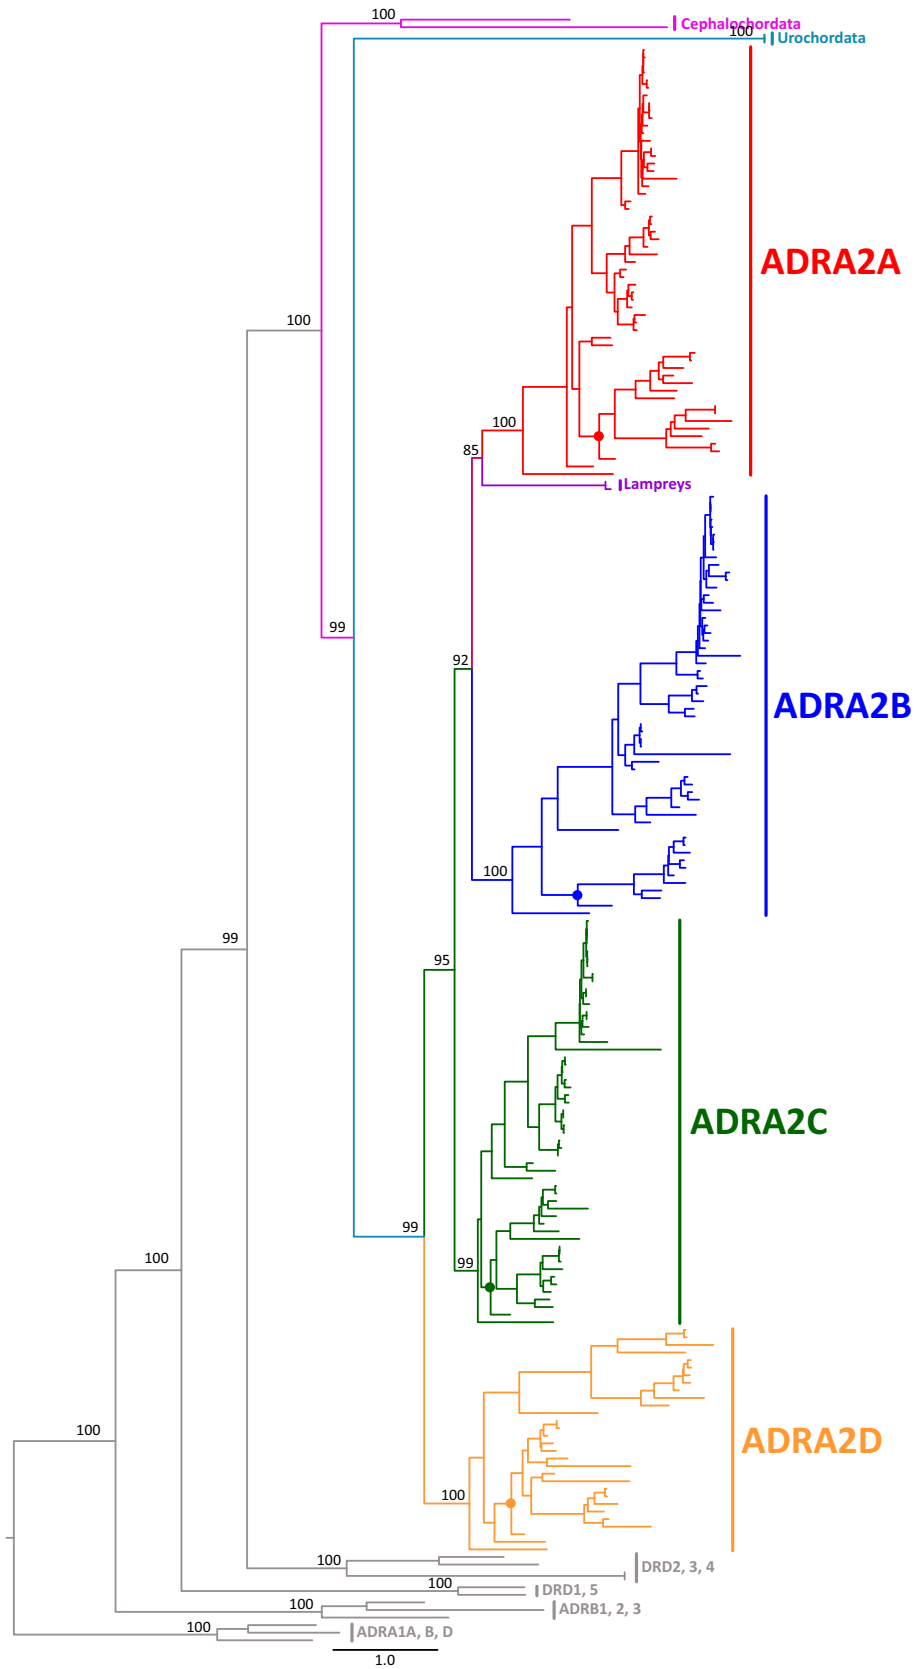 100
Cephalochordata
100
Urochordata
ADRA2A
100
100
85
Lampreys
99
92
ADRA2B
100
99
95
ADRA2C
99
99
100
ADRA2D
100
100
100
DRD2, 3, 4
100
DRD1, 5
100
ADRB1, 2, 3
100
ADRA1A, B, D
1.0